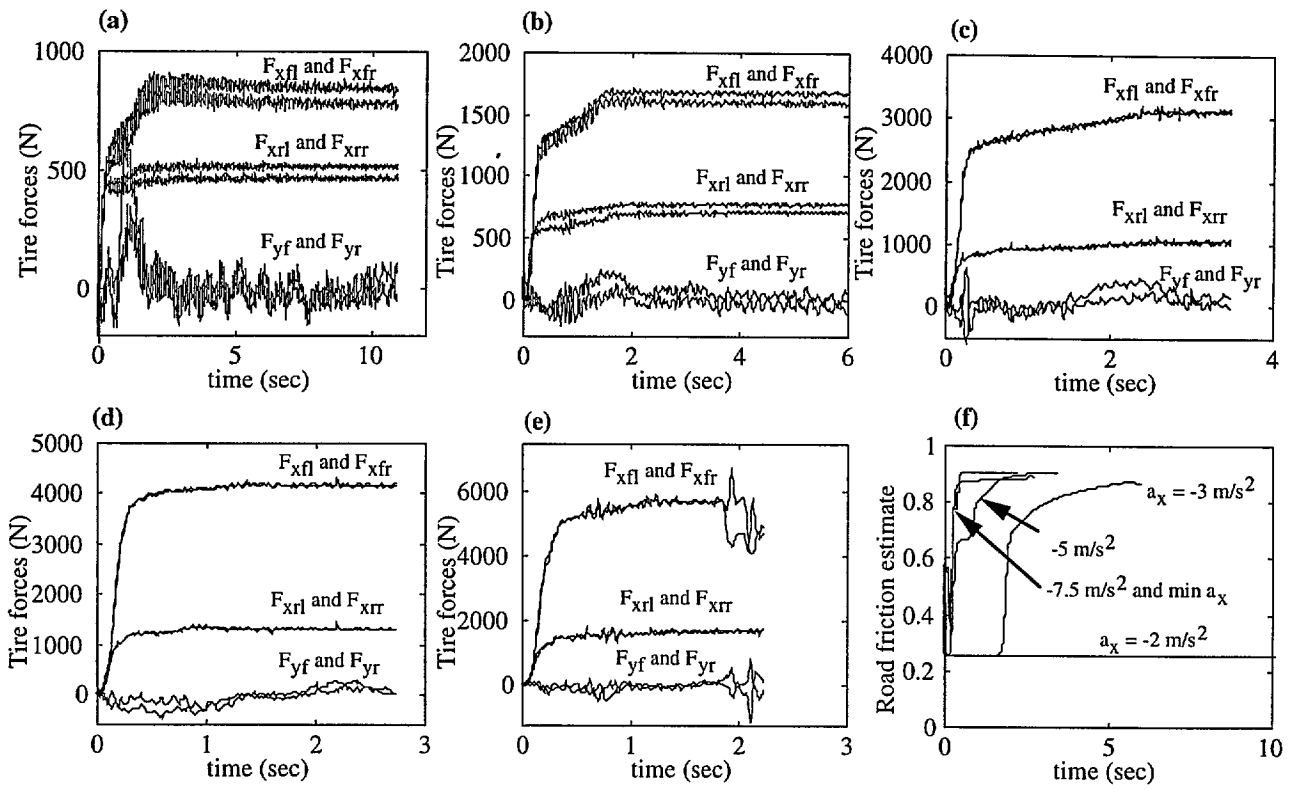 (a)
1000
500
0
Tire forces (N)
F_xfl and F_xfr
F_xrl and F_xrr
F_yf and F_yr
0 5 10
time (sec)
(b)
2000
1500
1000
500
0
Tire forces (N)
F_xfl and F_xfr
F_xrl and F_xrr
F_yf and F_yr
0 2 4 6
time (sec)
(c)
4000
3000
2000
1000
0
Tire forces (N)
F_xfl and F_xfr
F_xrl and F_xrr
F_yf and F_yr
0 2 4
time (sec)
(d)
5000
4000
3000
2000
1000
0
Tire forces (N)
F_xfl and F_xfr
F_xrl and F_xrr
F_yf and F_yr
0 1 2 3
time (sec)
(e)
6000
4000
2000
0
Tire forces (N)
F_xfl and F_xfr
F_xrl and F_xrr
F_yf and F_yr
0 1 2 3
time (sec)
(f)
1
0.8
0.6
0.4
0.2
0
Road friction estimate
a_x = -3 m/s²
-5 m/s²
-7.5 m/s² and min a_x
a_x = -2 m/s²
0 5 10
time (sec)